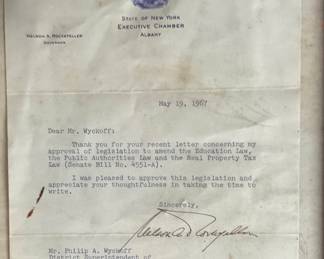 STATE OF NEW YORK
EXECUTIVE CHAMBER
ALBANY
NELSON A. ROCKEFELLER
GOVERNOR
May 19, 1967
Dear Mr. Wyckoff:
Thank you for your recent letter concerning my
approval of legislation to amend the Education Law,
the Public Authorities Law and the Real Property Tax
Law (Senate Bill No. 4551-A).
I was pleased to approve this legislation and
appreciate your thoughtfulness in taking the time to
write.
Sincerely,
Nelson A Rockefeller
Mr. Philip A. Wyckoff
District Superintendent of